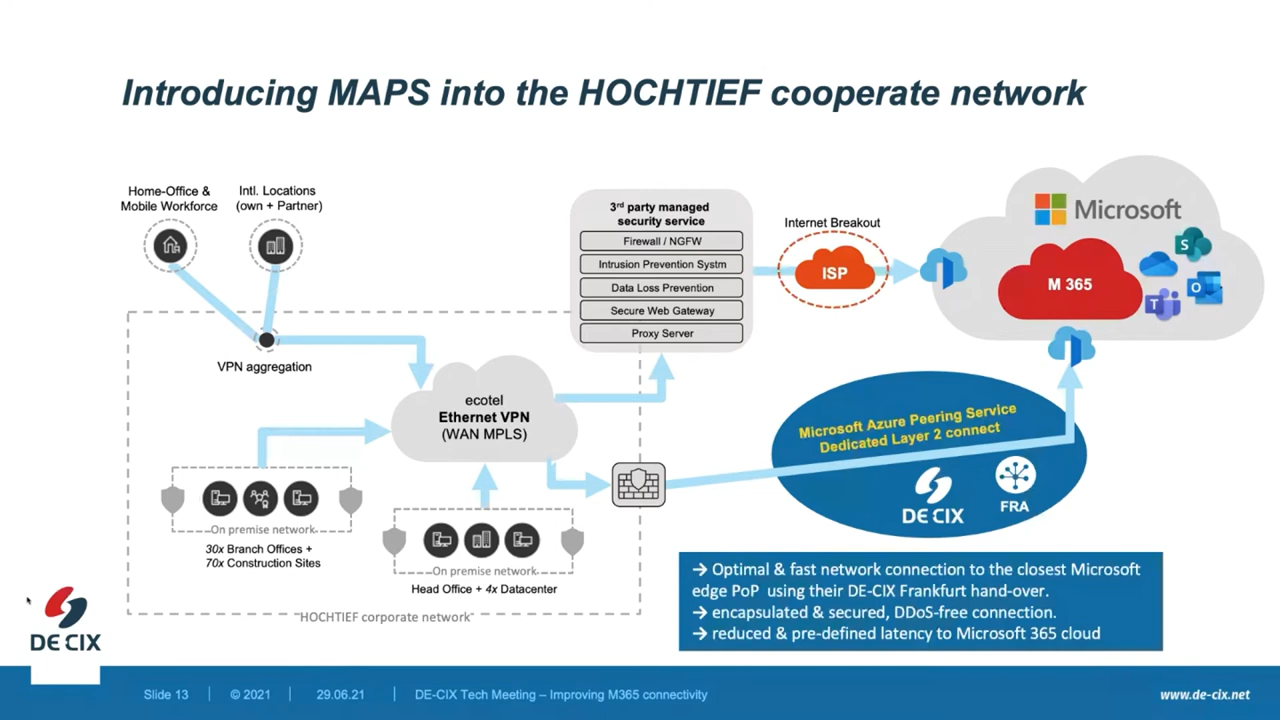 Introducing MAPS into the HOCHTIEF cooperate network
Home-Office &
Mobile Workforce
Intl. Locations
(own + Partner)
3rd party managed
security service
Firewall / NGFW
Intrusion Prevention Systm
Data Loss Prevention
Secure Web Gateway
Proxy Server
Internet Breakout
ISP
Microsoft
M 365
S
O
T
VPN aggregation
ecotel
Ethernet VPN
(WAN MPLS)
Microsoft Azure Peering Service
Dedicated Layer 2 connect
DE CIX
FRA
On premise network
30x Branch Offices +
70x Construction Sites
On premise network
Head Office + 4x Datacenter
HOCHTIEF corporate network
→ Optimal & fast network connection to the closest Microsoft
edge PoP using their DE-CIX Frankfurt hand-over.
→ encapsulated & secured, DDoS-free connection.
→ reduced & pre-defined latency to Microsoft 365 cloud
DE CIX
Slide 13 | © 2021 | 29.06.21 | DE-CIX Tech Meeting – Improving M365 connectivity
www.de-cix.net